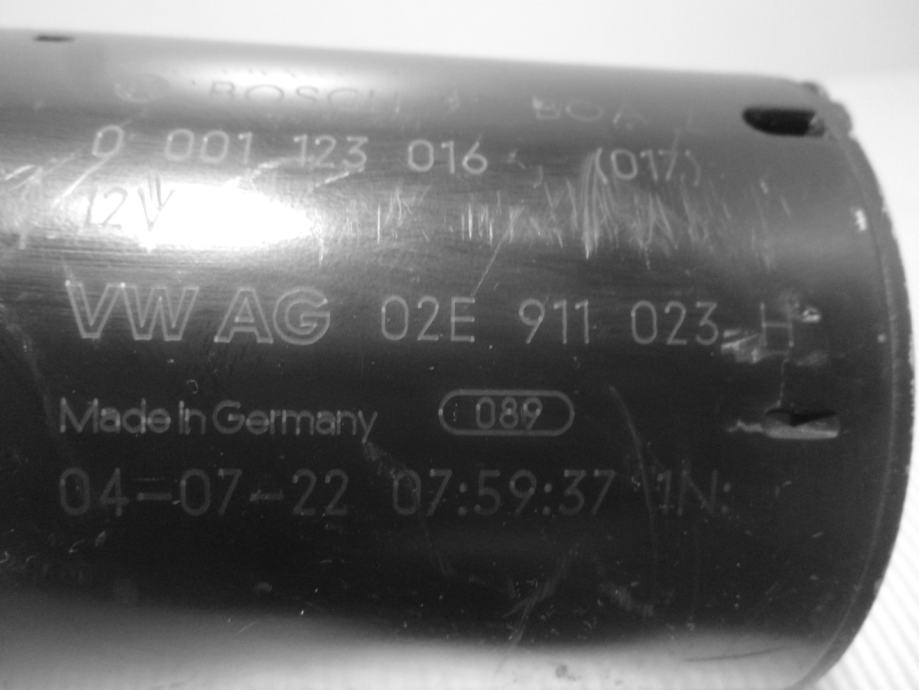 BOSCH
0 001 123 016 (017)
12V
VW AG 02E 911 023 H
Made in Germany 089
04-07-22 07:59:37 1N: